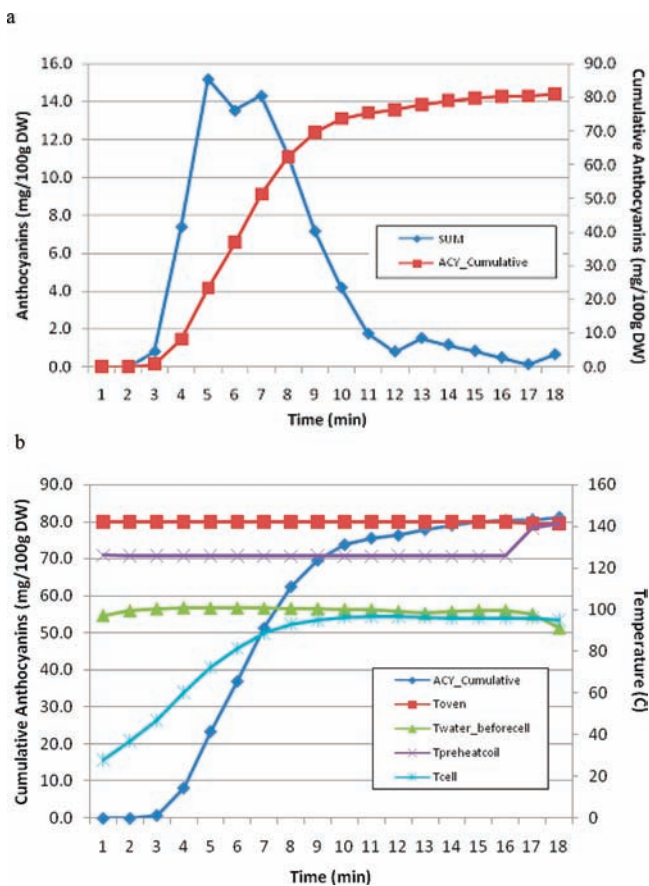 a
Anthocyanins (mg/100g DW)
16.0
14.0
12.0
10.0
8.0
6.0
4.0
2.0
0.0
90.0
80.0
70.0
60.0
50.0
40.0
30.0
20.0
10.0
0.0
Cumulative Anthocyanins (mg/100g DW)
SUM
ACY_Cumulative
1 2 3 4 5 6 7 8 9 10 11 12 13 14 15 16 17 18
Time (min)
b
Cumulative Anthocyanins (mg/100g DW)
90.0
80.0
70.0
60.0
50.0
40.0
30.0
20.0
10.0
0.0
160
140
120
100
80
60
40
20
0
Temperature (C̄)
ACY_Cumulative
Toven
Twater_beforecell
Tpreheatcoil
Tcell
1 2 3 4 5 6 7 8 9 10 11 12 13 14 15 16 17 18
Time (min)